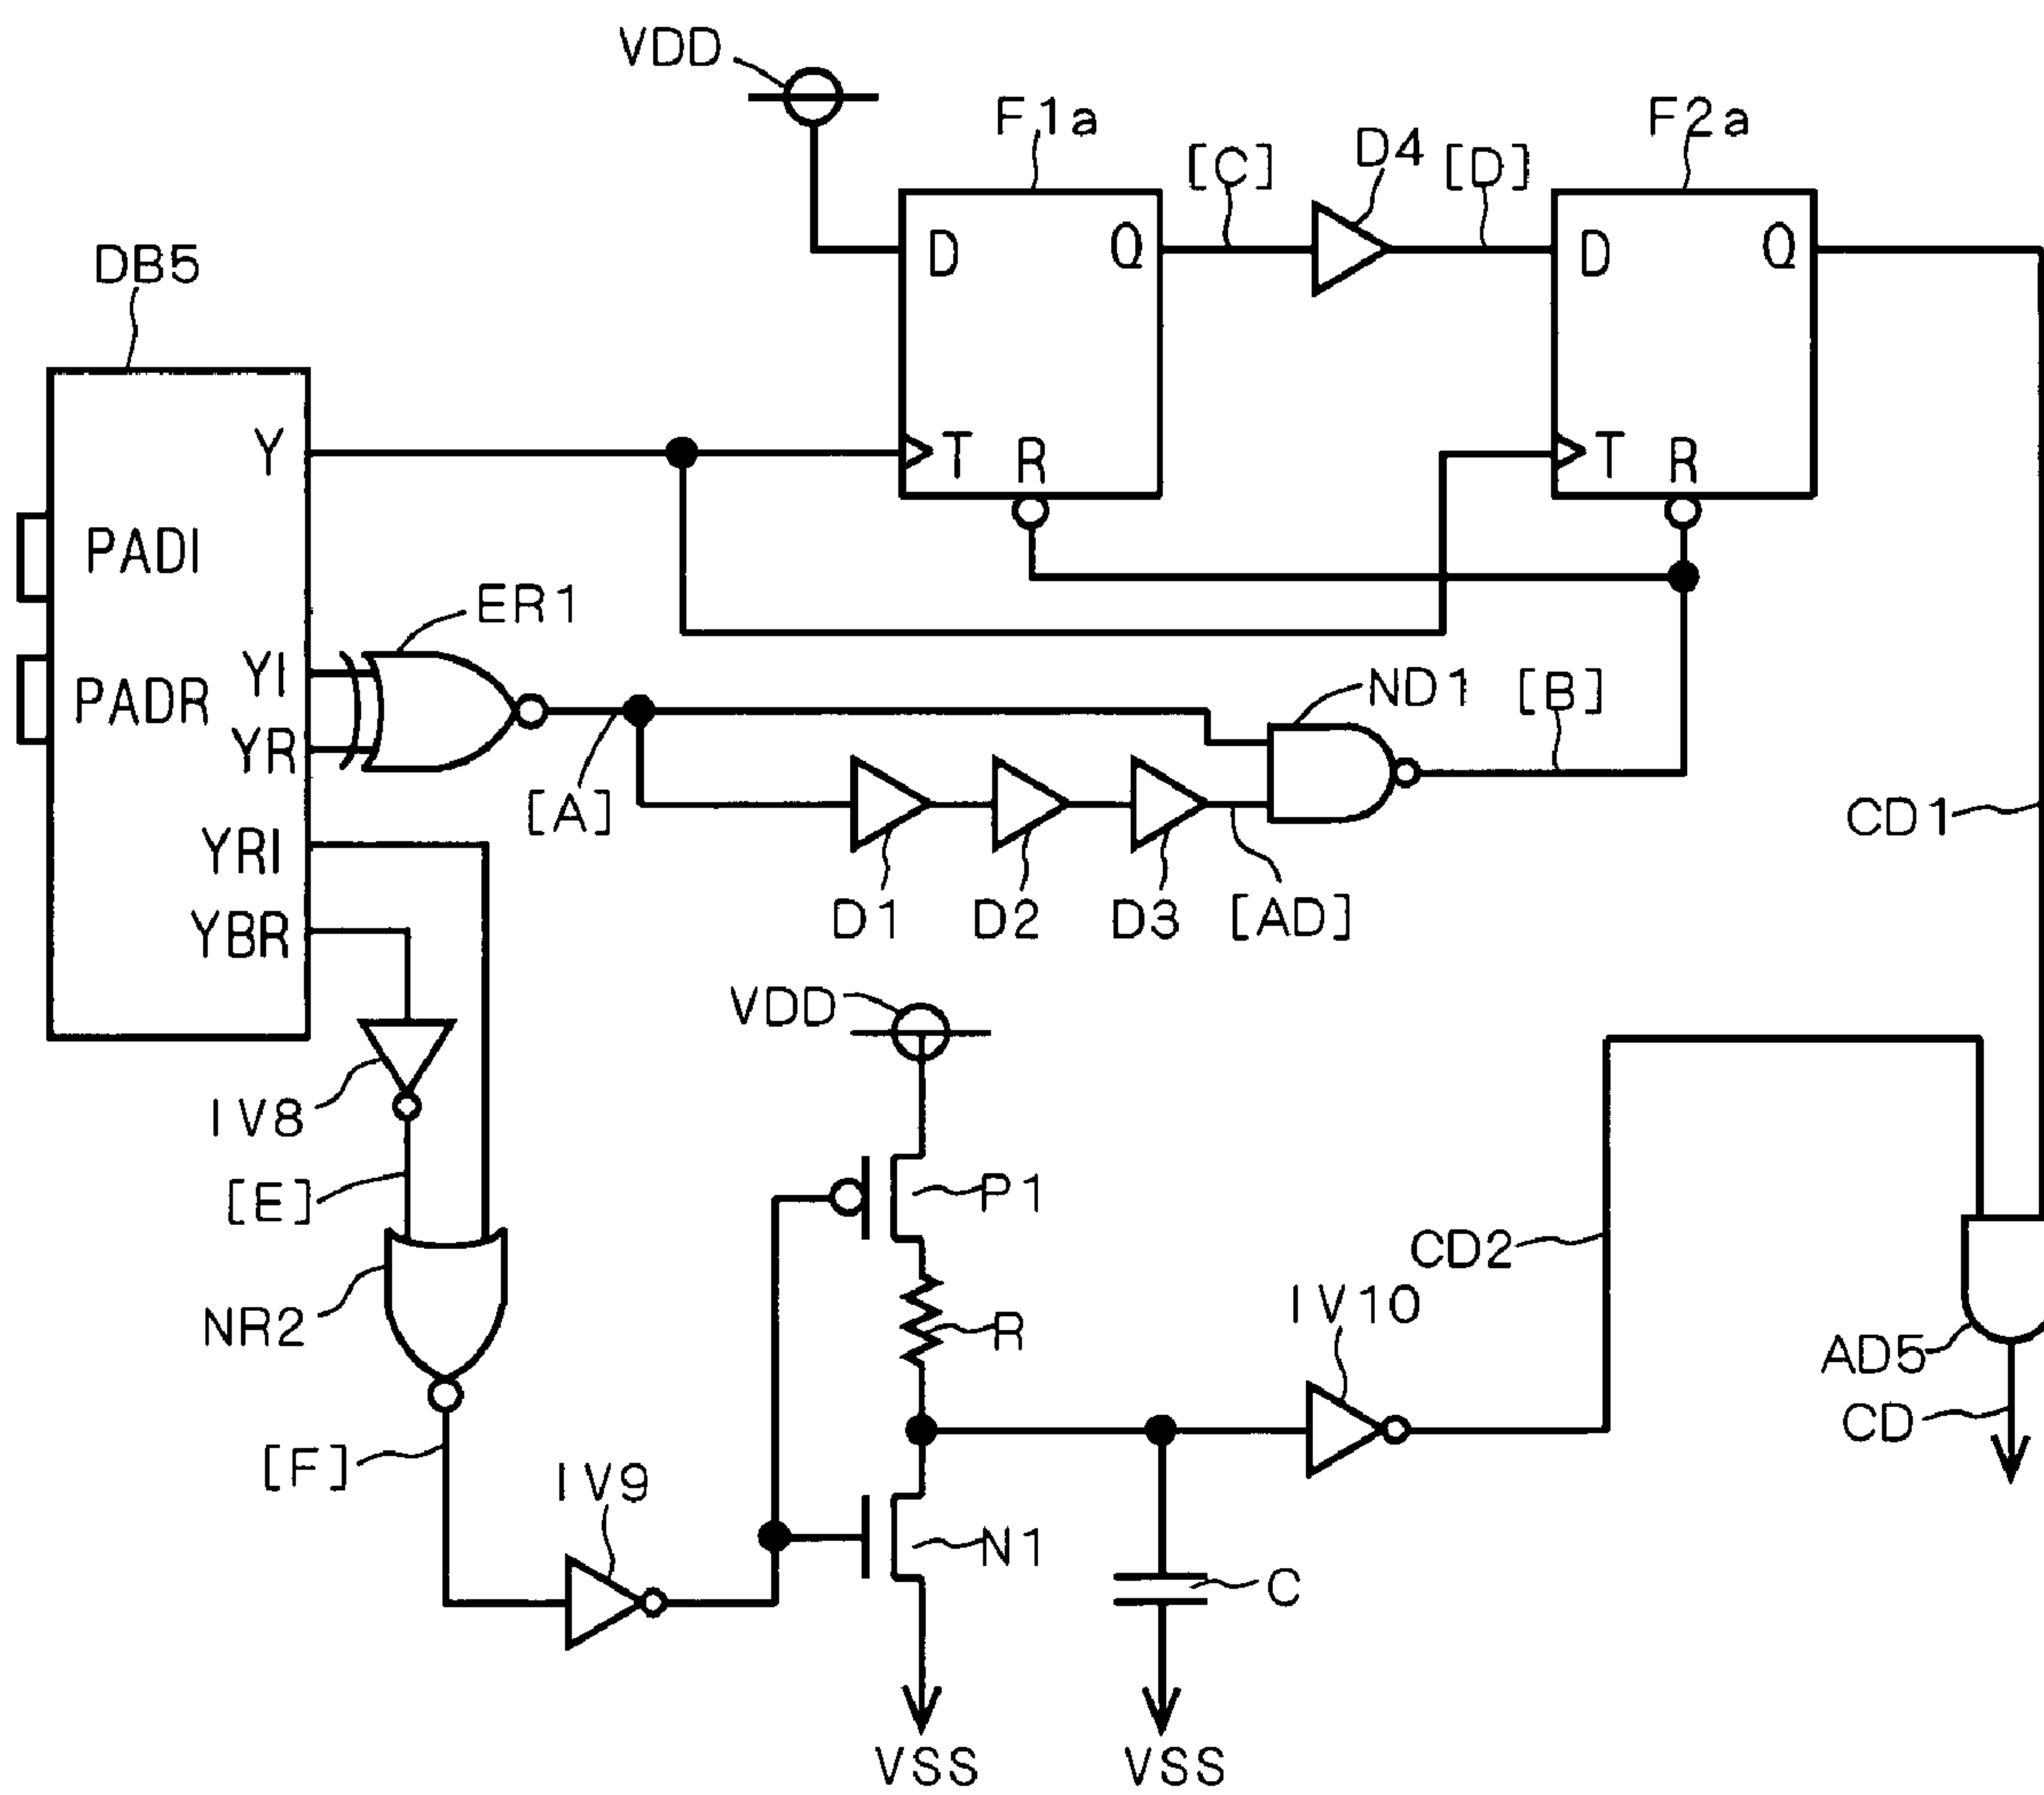 VDD
F1a
[C]
D4
[D]
F2a
D
Q
D
Q
DB5
Y
T
R
T
R
PADI
ER1
YI
PADR
ND1
[B]
YR
[A]
CD1
YRI
D1
D2
D3
[AD]
YBR
VDD
IV8
[E]
P1
CD2
IV10
NR2
R
AD5
CD
[F]
IV9
N1
C
VSS
VSS